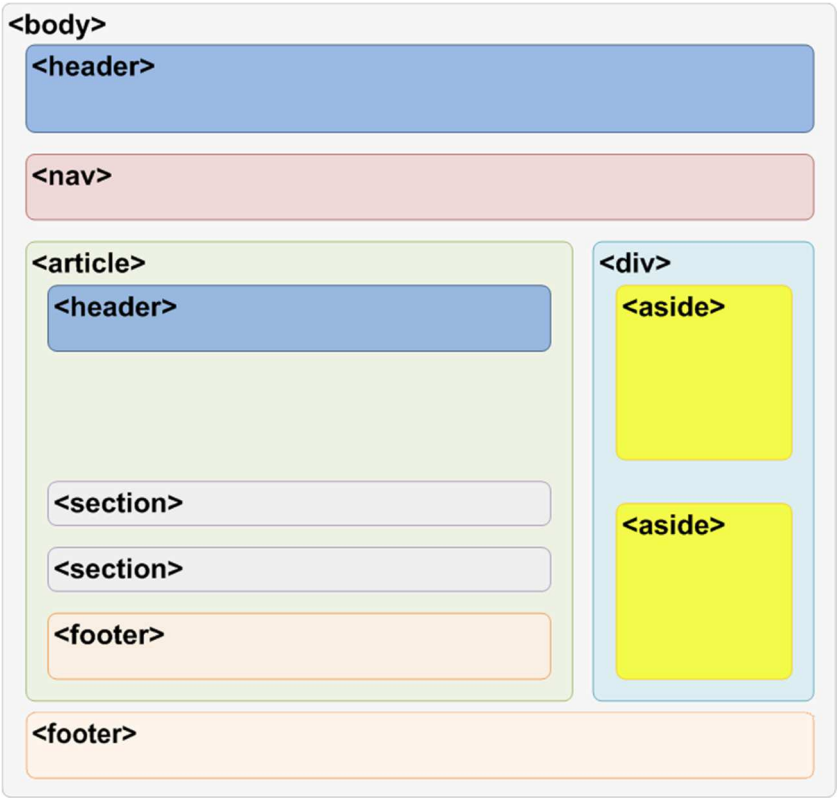 <body>
<header>
<nav>
<article>
<header>
<section>
<section>
<footer>
<div>
<aside>
<aside>
<footer>